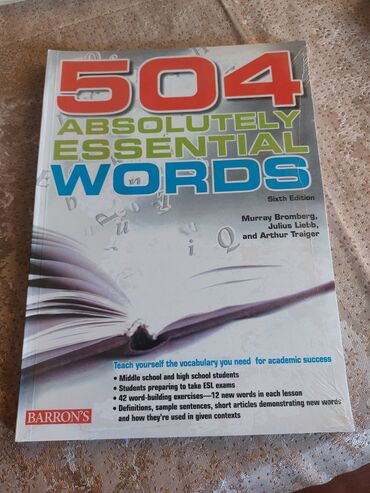 504
ABSOLUTELY
ESSENTIAL
WORDS
Sixth Edition
Murray Bromberg,
Julius Liebb,
and Arthur Traiger
Teach yourself the vocabulary you need for academic success
• Middle school and high school students
• Students preparing to take ESL exams
• 42 word-building exercises—12 new words in each lesson
• Definitions, sample sentences, short articles demonstrating new words
and how they're used in given contexts
BARRON'S